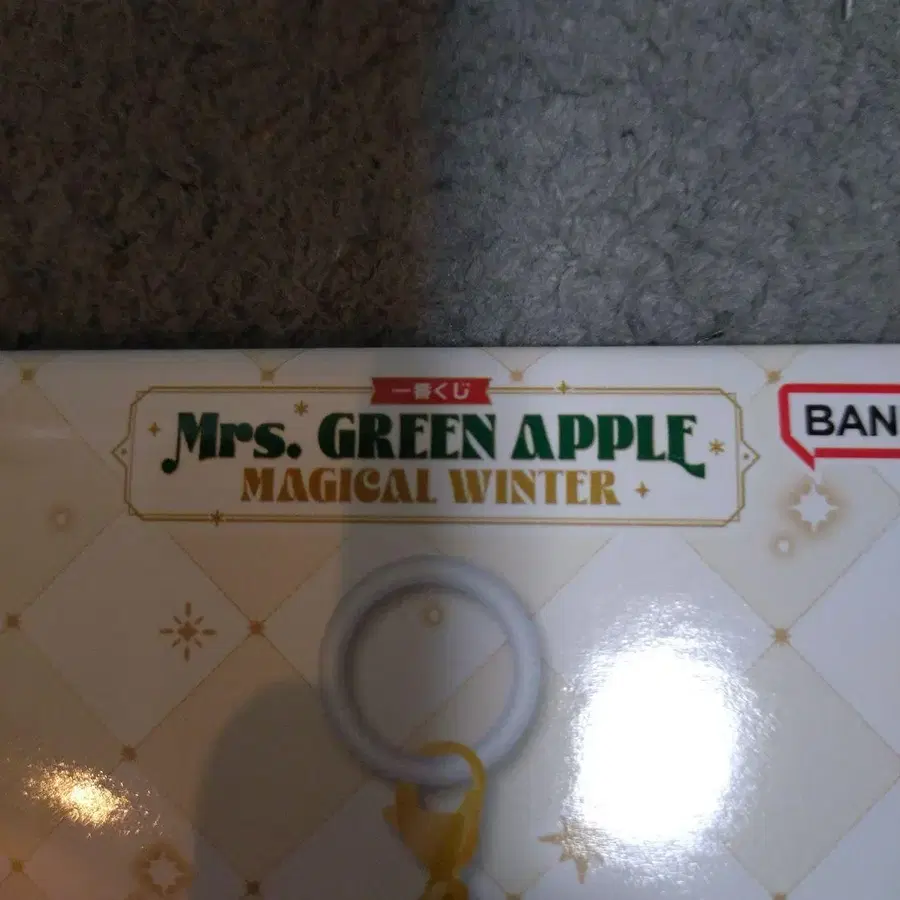 一番くじ
Mrs. GREEN APPLE
MAGICAL WINTER
BAN